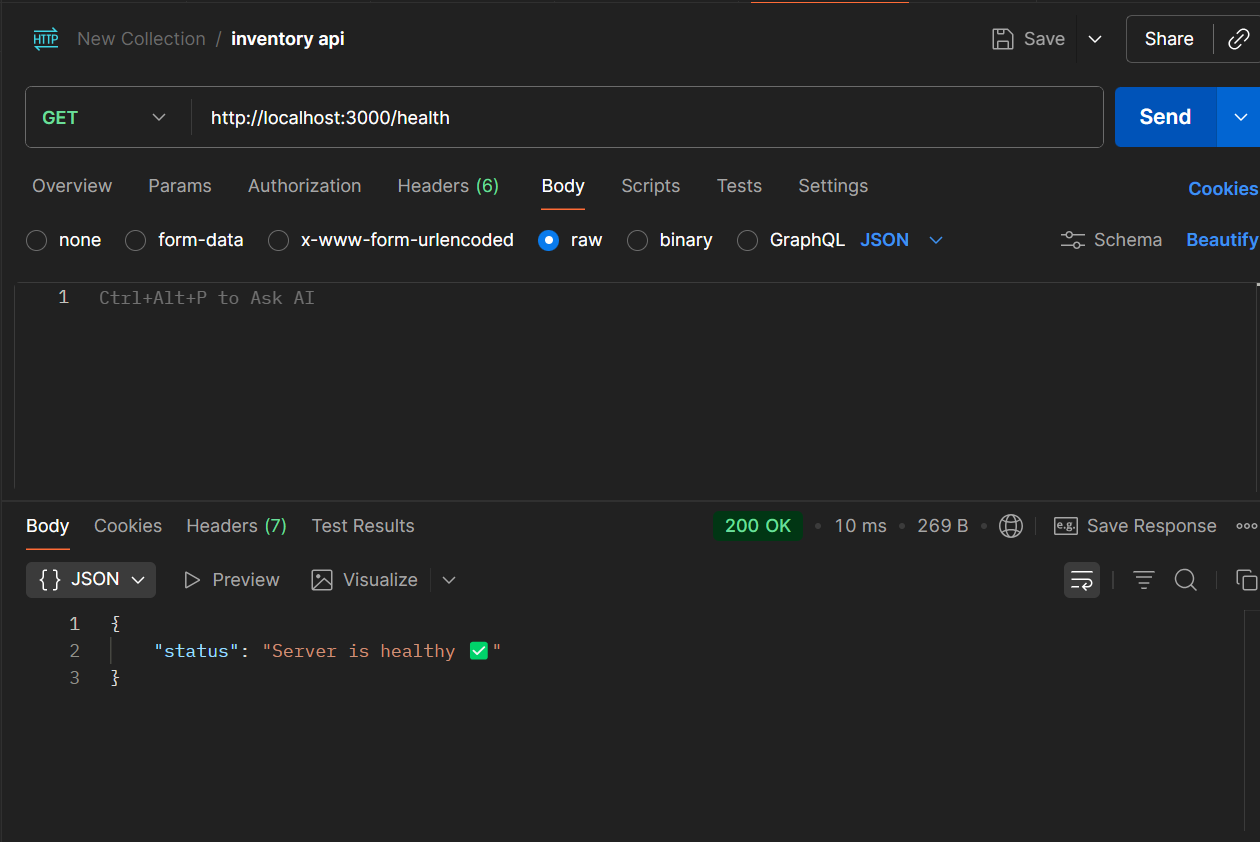 HTTP New Collection / inventory api Save Share
GET http://localhost:3000/health Send
Overview Params Authorization Headers (6) Body Scripts Tests Settings Cookies
none form-data x-www-form-urlencoded raw binary GraphQL JSON Schema Beautify
1 Ctrl+Alt+P to Ask AI
Body Cookies Headers (7) Test Results 200 OK • 10 ms • 269 B • e.g. Save Response
{} JSON Preview Visualize
1 {
2 "status": "Server is healthy ✅"
3 }